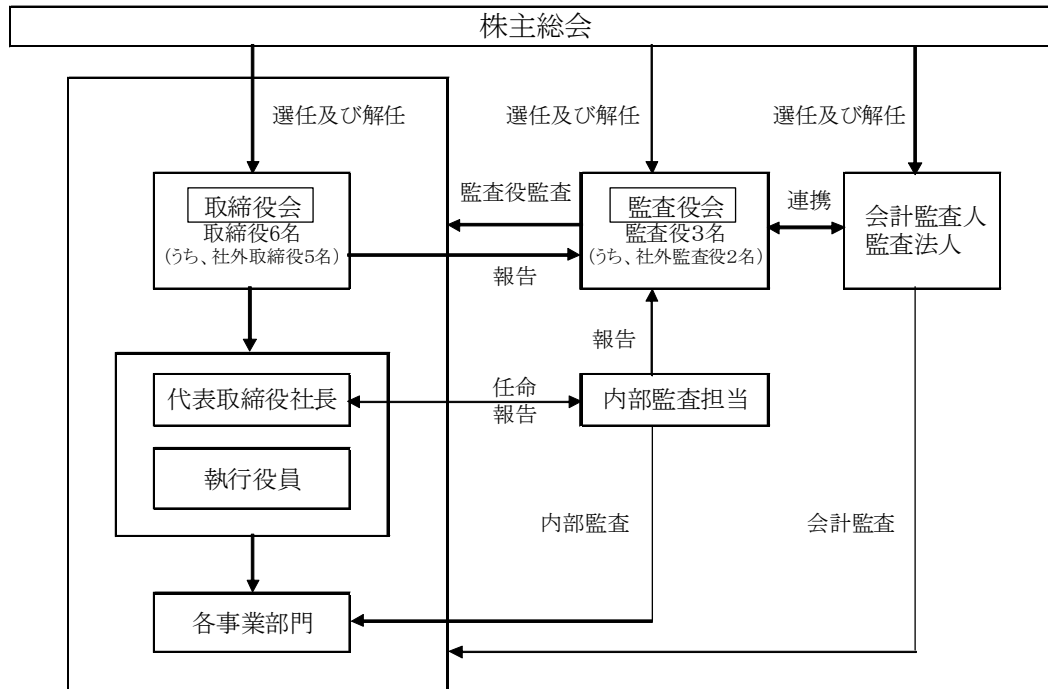 株主総会
選任及び解任
選任及び解任
選任及び解任
取締役会
取締役6名
(うち、社外取締役5名)
監査役監査
報告
監査役会
監査役3名
(うち、社外監査役2名)
連携
会計監査人
監査法人
報告
代表取締役社長
任命
報告
内部監査担当
執行役員
内部監査
会計監査
各事業部門